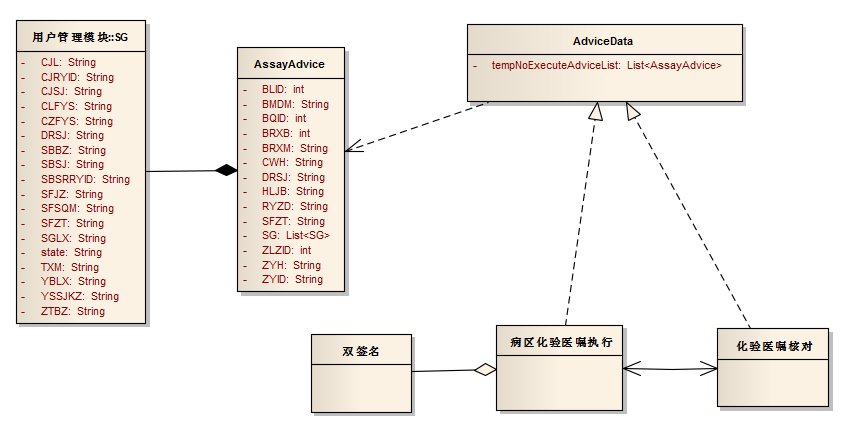 用户管理模块::SG
- CJL: String
- CJRYID: String
- CJSJ: String
- CLFYS: String
- CZFYS: String
- DRSJ: String
- SBBZ: String
- SBSJ: String
- SBSRRYID: String
- SFJZ: String
- SFSQM: String
- SFZT: String
- SGLX: String
- state: String
- TXM: String
- YBLX: String
- YSSJKZ: String
- ZTBZ: String
AssayAdvice
- BLID: int
- BMDM: String
- BQID: int
- BRXB: int
- BRXM: String
- CWH: String
- DRSJ: String
- HLJB: String
- RYZD: String
- SFZT: String
- SG: List<SG>
- ZLZID: int
- ZYH: String
- ZYID: String
AdviceData
- tempNoExecuteAdviceList: List<AssayAdvice>
双签名
病区化验医嘱执行
化验医嘱核对